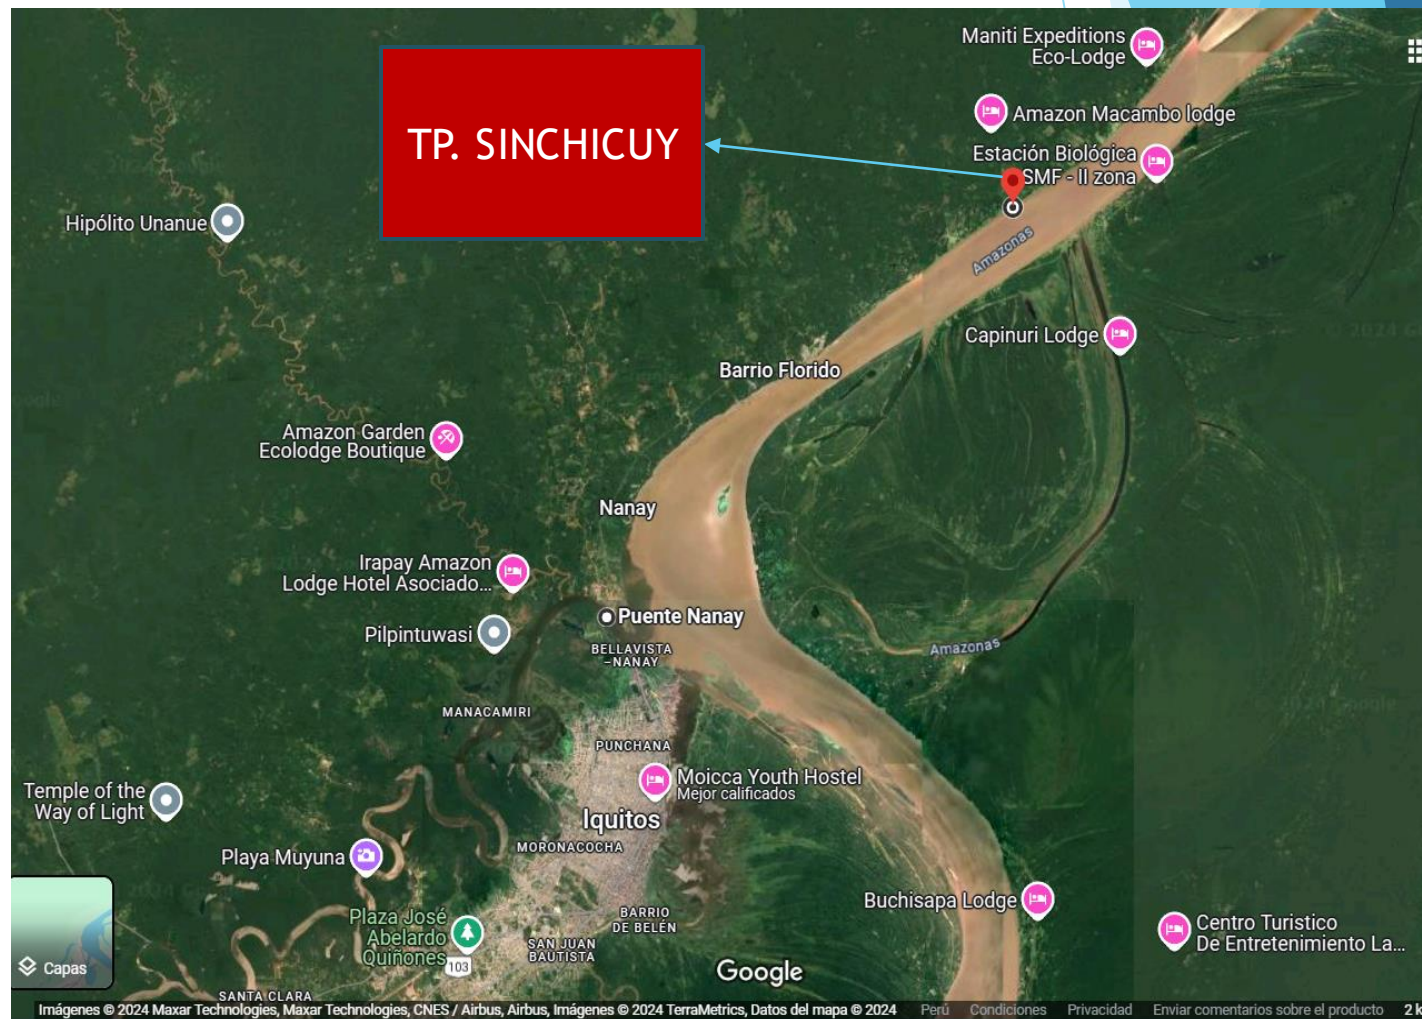 Maniti Expeditions
Eco-Lodge
TP. SINCHICUY
Amazon Macambo lodge
Estación Biológica
SMF - II zona
Hipólito Unanue
Amazonas
Capinuri Lodge
Barrio Florido
Amazon Garden
Ecolodge Boutique
Nanay
Irapay Amazon
Lodge Hotel Asociado...
Puente Nanay
Pilpintuwasi
BELLAVISTA
-NANAY
Amazonas
MANACAMIRI
PUNCHANA
Moicca Youth Hostel
Mejor calificados
Temple of the
Way of Light
Iquitos
MORONACOCHA
Playa Muyuna
Buchisapa Lodge
Plaza José
Abelardo
Quiñones
103
BARRIO
DE BELÉN
SAN JUAN
BAUTISTA
Centro Turistico
De Entretenimiento La...
Capas
Google
SANTA CLARA
Imágenes © 2024 Maxar Technologies, Maxar Technologies, CNES / Airbus, Airbus, Imágenes © 2024 TerraMetrics, Datos del mapa © 2024 Perú Condiciones Privacidad Enviar comentarios sobre el producto 2 k